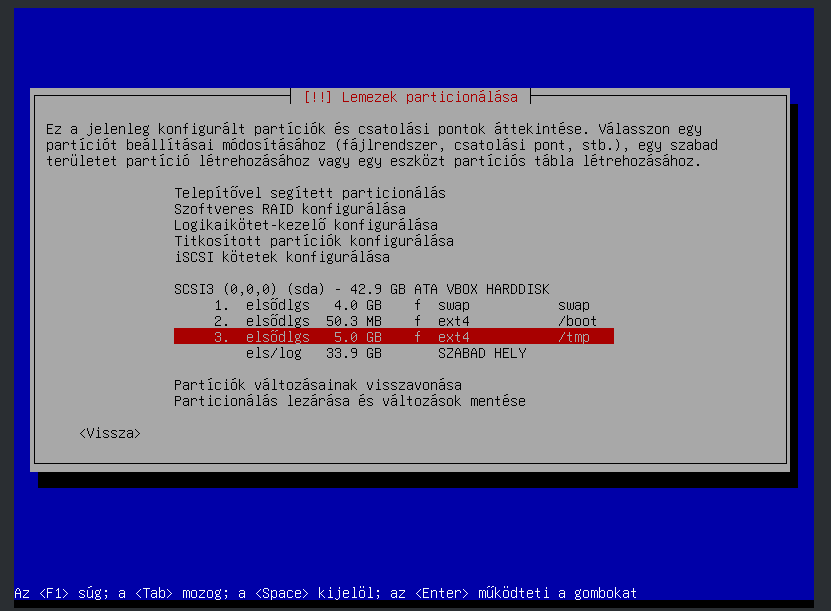 [!!] Lemezek particionálása
Ez a jelenleg konfigurált partíciók és csatolási pontok áttekintése. Válasszon egy
partíciót beállításai módosításához (fájlrendszer, csatolási pont, stb.), egy szabad
területet partíció létrehozásához vagy egy eszközt partíciós tábla létrehozásához.
Telepítővel segített particionálás
Szoftveres RAID konfigurálása
Logikaikötet-kezelő konfigurálása
Titkosított partíciók konfigurálása
iSCSI kötetek konfigurálása
SCSI3 (0,0,0) (sda) - 42.9 GB ATA VBOX HARDDISK
1. elsődlgs 4.0 GB f swap swap
2. elsődlgs 50.3 MB f ext4 /boot
3. elsődlgs 5.0 GB f ext4 /tmp
els/log 33.9 GB SZABAD HELY
Partíciók változásainak visszavonása
Particionálás lezárása és változások mentése
<Vissza>
Az <F1> súg; a <Tab> mozog; a <Space> kijelöl; az <Enter> működteti a gombokat